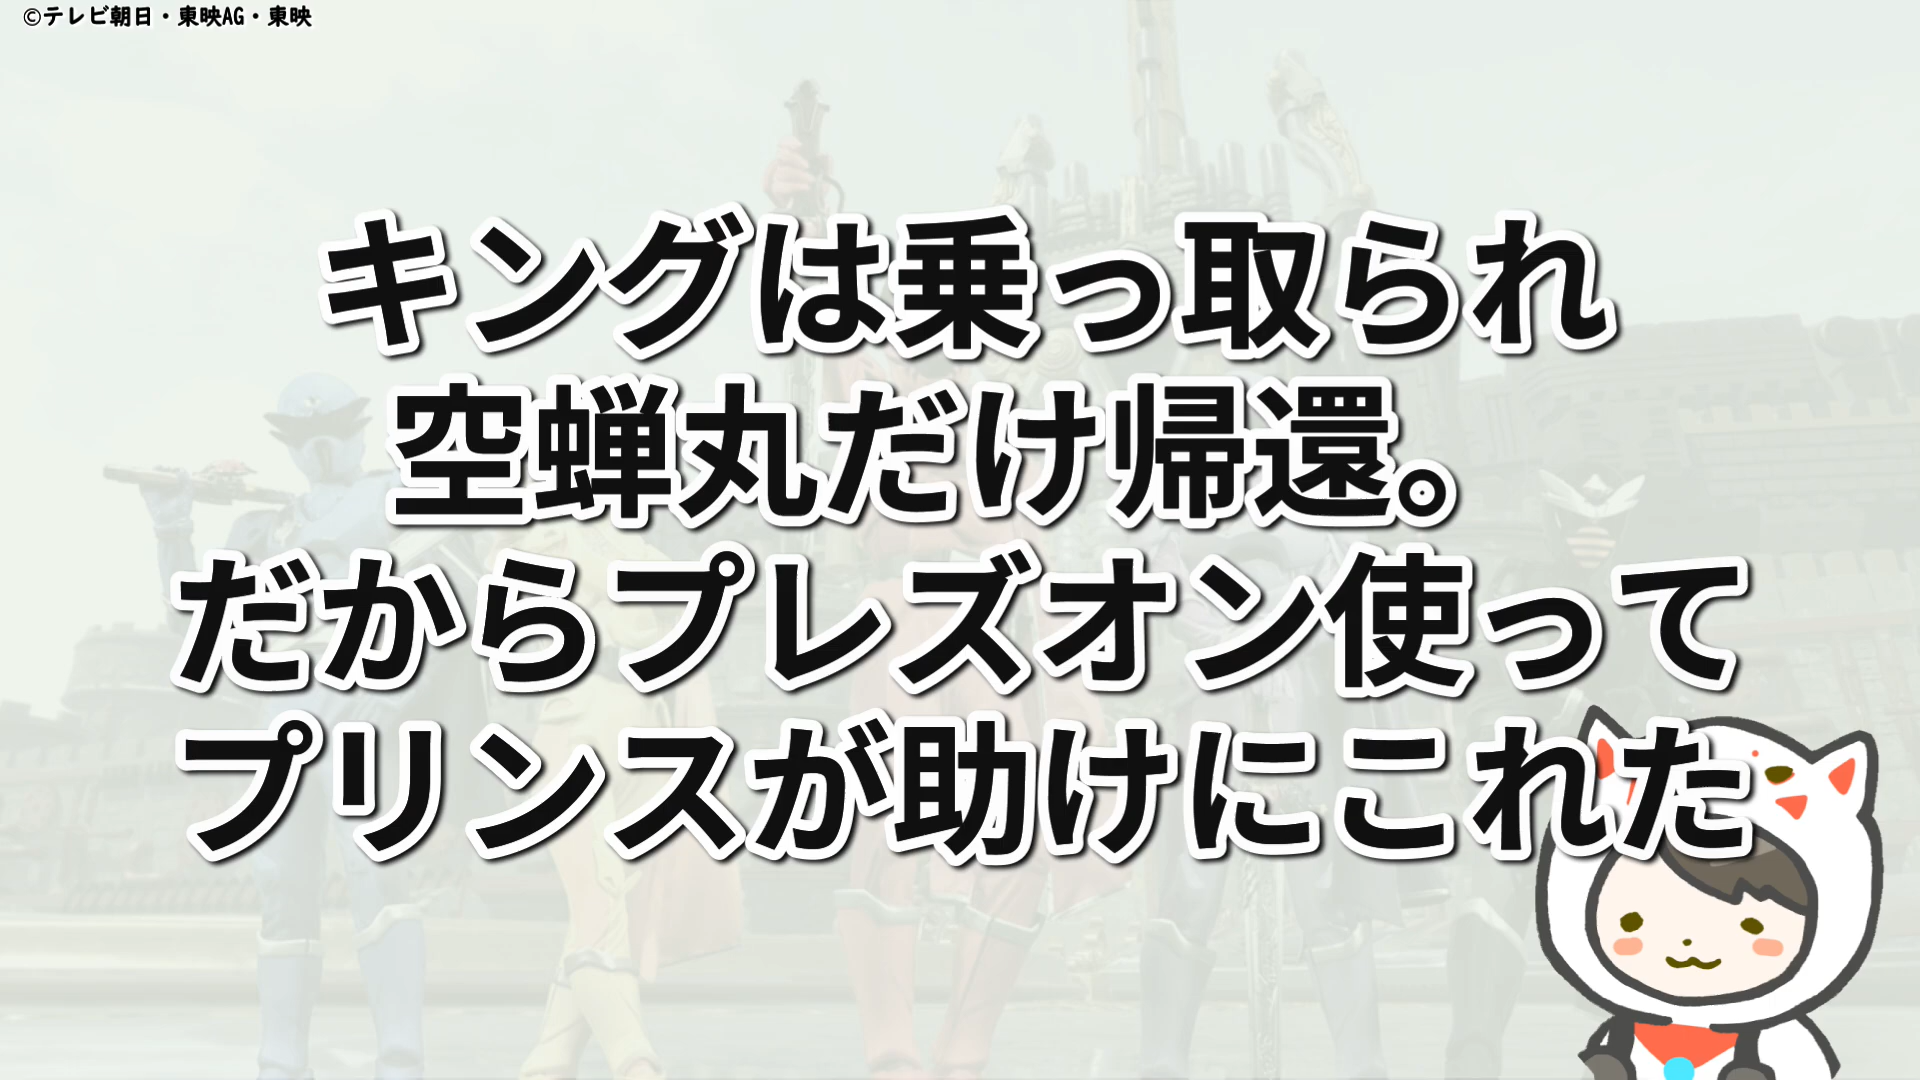 ©テレビ朝日・東映AG・東映
キングは乗っ取られ
空蝉丸だけ帰還。
だからプレズオン使って
プリンスが助けにこれた